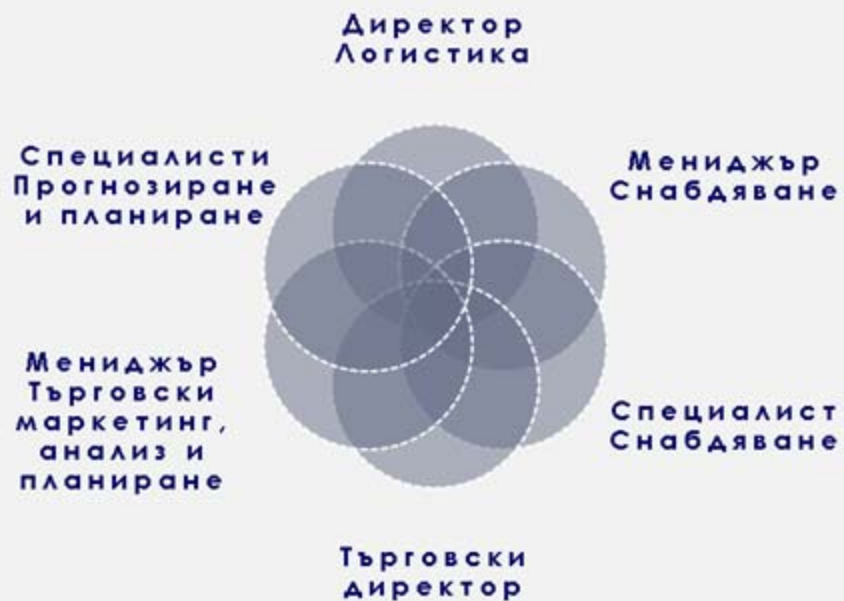 Директор
Логистика
Специалисти
Прогнозиране
и планиране
Мениджър
Снабдяване
Мениджър
Търговски
маркетинг,
анализ и
планиране
Специалист
Снабдяване
Търговски
директор